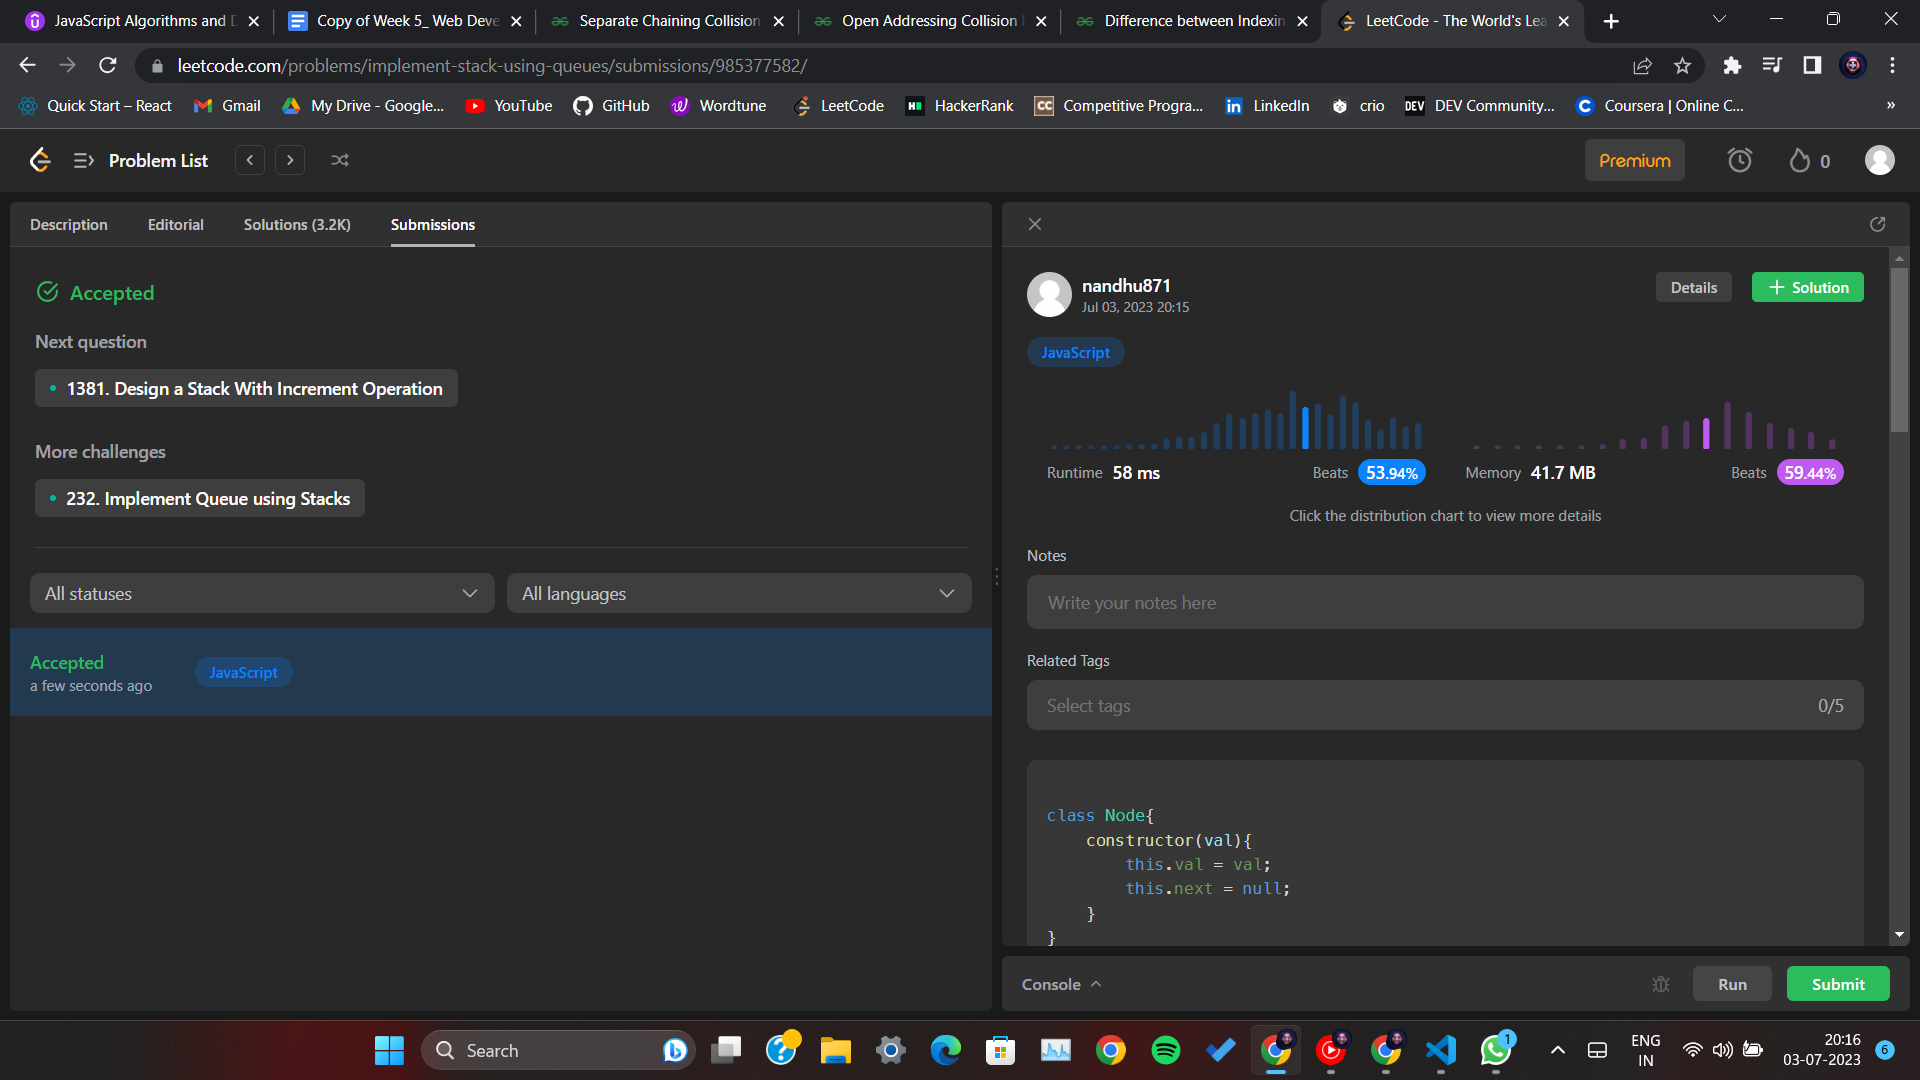 JavaScript Algorithms and D
Copy of Week 5_ Web Deve
Separate Chaining Collision
Open Addressing Collision
Difference between Indexin
LeetCode - The World's Lea
leetcode.com/problems/implement-stack-using-queues/submissions/985377582/
Quick Start – React
Gmail
My Drive - Google...
YouTube
GitHub
Wordtune
LeetCode
HackerRank
CC
Competitive Progra...
in
LinkedIn
crio
DEV
DEV Community...
Coursera | Online C...
»
Problem List
Premium
0
Description
Editorial
Solutions (3.2K)
Submissions
Accepted
Next question
• 1381. Design a Stack With Increment Operation
More challenges
• 232. Implement Queue using Stacks
All statuses
All languages
Accepted
a few seconds ago
JavaScript
nandhu871
Jul 03, 2023 20:15
Details
+ Solution
JavaScript
Runtime 58 ms
Beats 53.94%
Memory 41.7 MB
Beats 59.44%
Click the distribution chart to view more details
Notes
Write your notes here
Related Tags
Select tags
0/5
class Node{
    constructor(val){
        this.val = val;
        this.next = null;
    }
}
Console
Run
Submit
Search
1
ENG
IN
20:16
03-07-2023
6